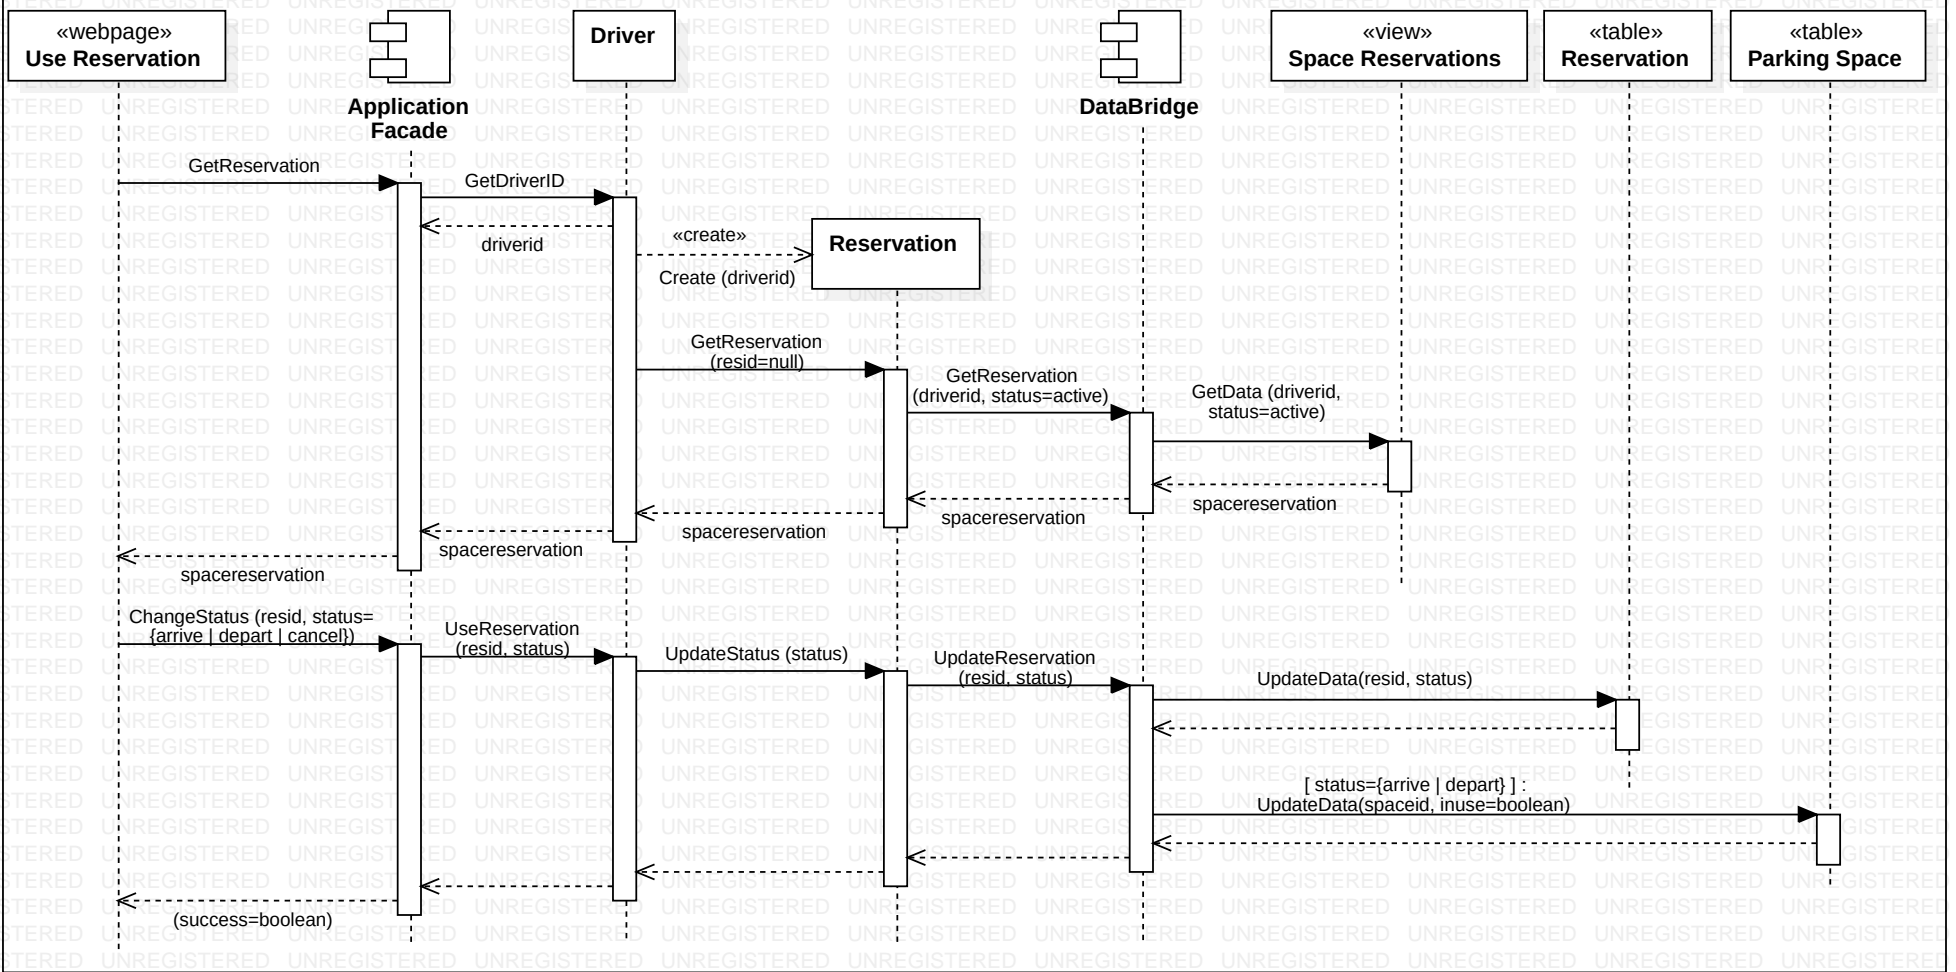 «webpage»
Use Reservation
Application
Facade
Driver
DataBridge
«view»
Space Reservations
«table»
Reservation
«table»
Parking Space
GetReservation
GetDriverID
driverid
«create»
Create (driverid)
Reservation
GetReservation
(resid=null)
GetReservation
(driverid, status=active)
GetData (driverid,
status=active)
spacereservation
spacereservation
spacereservation
spacereservation
spacereservation
ChangeStatus (resid, status=
{arrive | depart | cancel})
UseReservation
(resid, status)
UpdateStatus (status)
UpdateReservation
(resid, status)
UpdateData(resid, status)
[ status={arrive | depart} ] :
UpdateData(spaceid, inuse=boolean)
(success=boolean)
UNREGISTERED